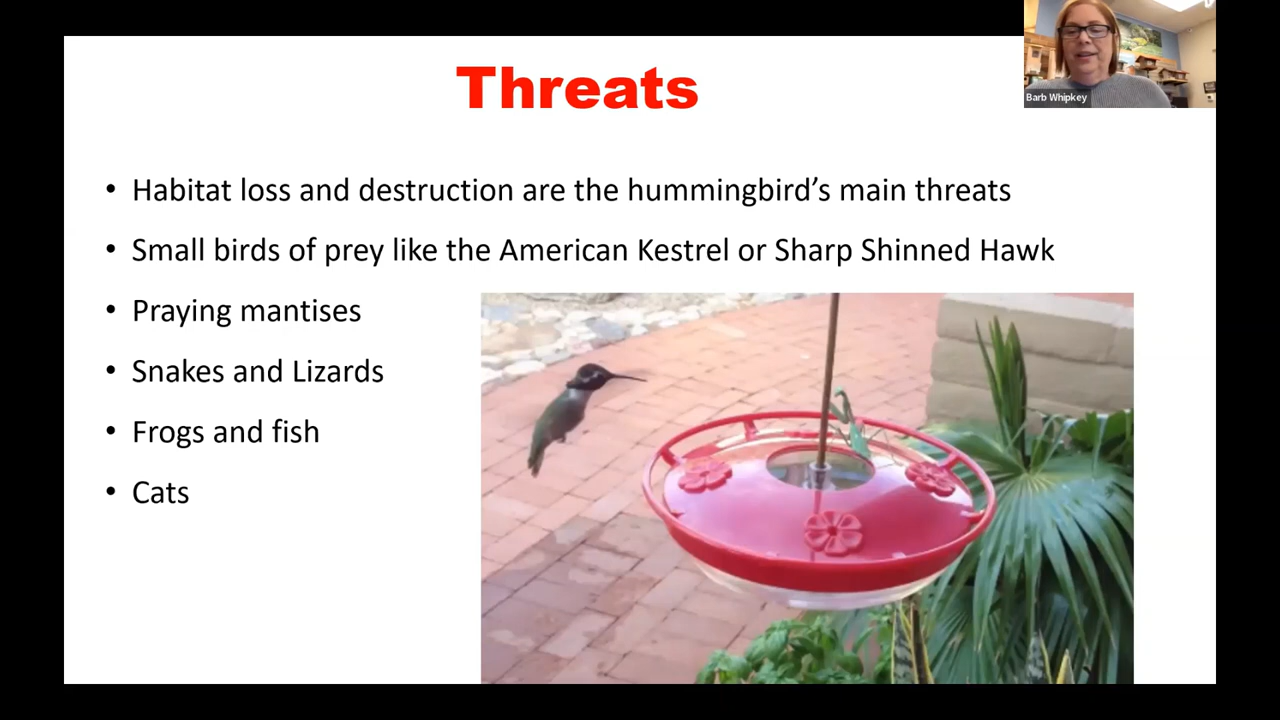 Threats
• Habitat loss and destruction are the hummingbird’s main threats
• Small birds of prey like the American Kestrel or Sharp Shinned Hawk
• Praying mantises
• Snakes and Lizards
• Frogs and fish
• Cats
Barb Whipkey